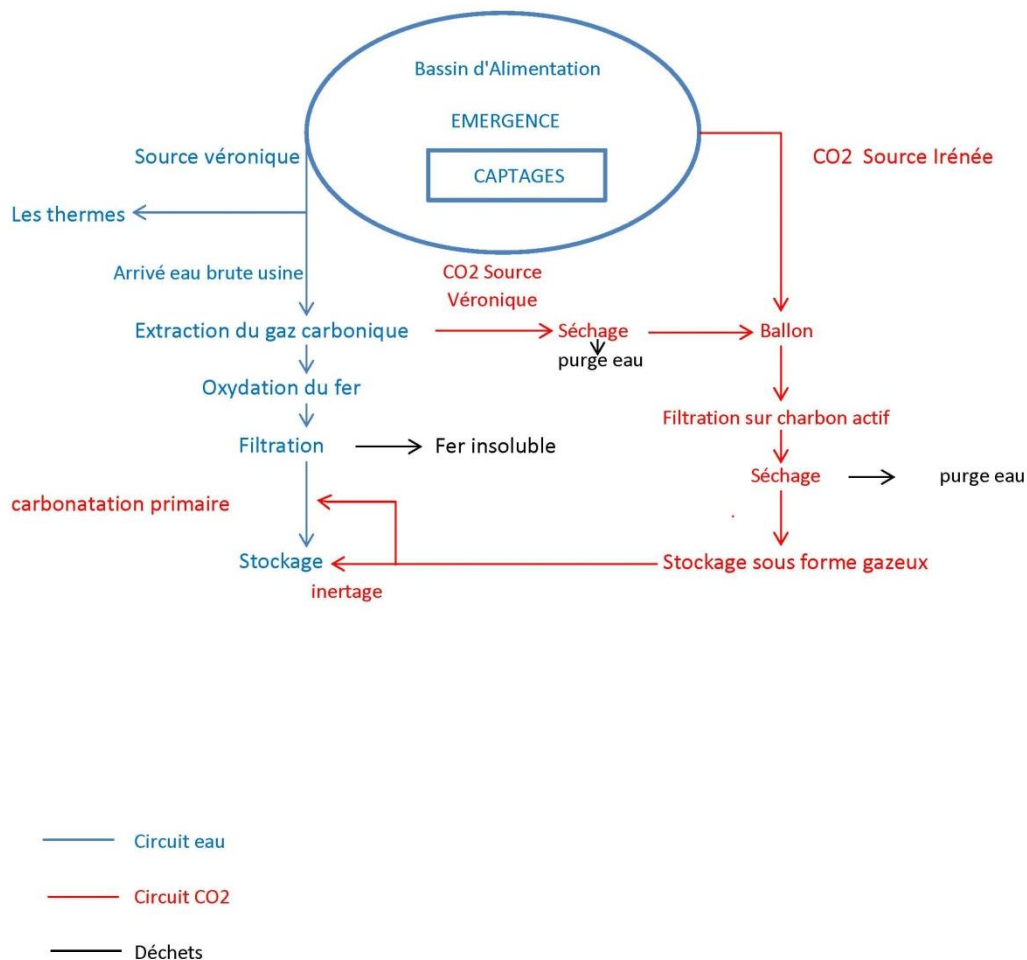 Bassin d'Alimentation
EMERGENCE
CAPTAGES
Source véronique
CO2 Source Irénée
Les thermes
Arrivé eau brute usine
CO2 Source
Véronique
Extraction du gaz carbonique
Séchage
Ballon
purge eau
Oxydation du fer
Filtration sur charbon actif
Filtration
Fer insoluble
Séchage
purge eau
carbonatation primaire
Stockage
Stockage sous forme gazeux
inertage
Circuit eau
Circuit CO2
Déchets